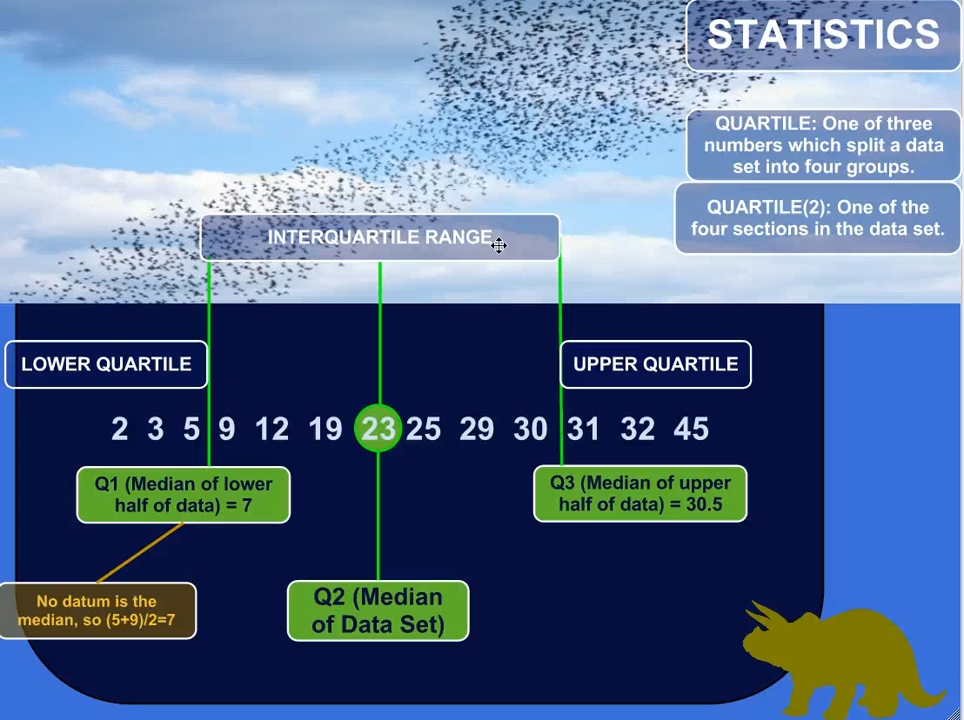 STATISTICS
QUARTILE: One of three
numbers which split a data
set into four groups.
QUARTILE(2): One of the
four sections in the data set.
INTERQUARTILE RANGE
LOWER QUARTILE
UPPER QUARTILE
2 3 5 9 12 19 23 25 29 30 31 32 45
Q1 (Median of lower
half of data) = 7
Q3 (Median of upper
half of data) = 30.5
No datum is the
median, so (5+9)/2=7
Q2 (Median
of Data Set)